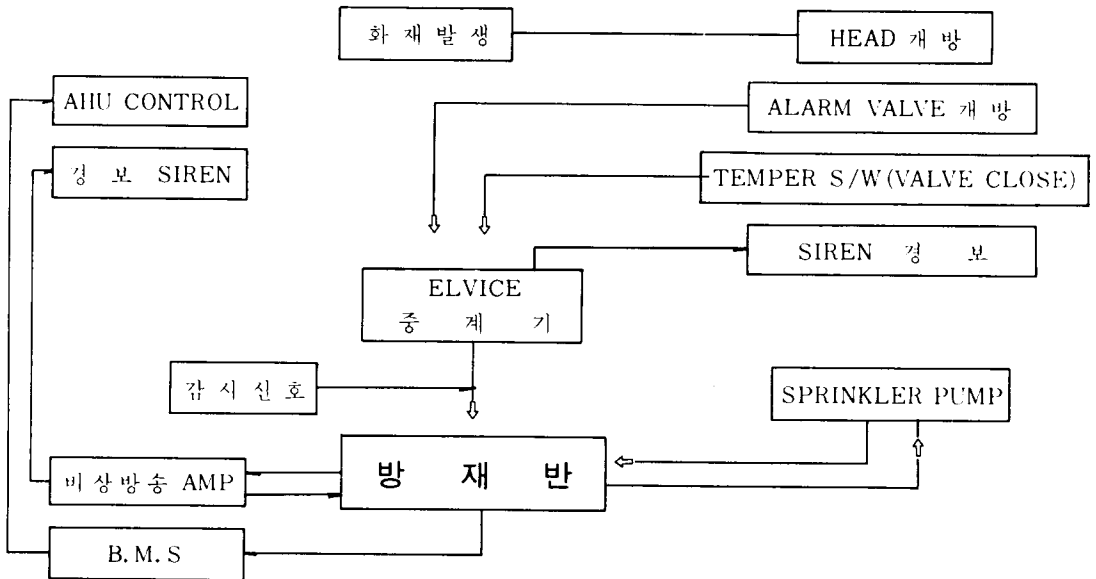 화재발생
HEAD 개방
AHU CONTROL
ALARM VALVE 개방
경보 SIREN
TEMPER S/W(VALVE CLOSE)
SIREN 경보
ELVICE
중계기
감시신호
SPRINKLER PUMP
방재반
비상방송 AMP
B.M.S